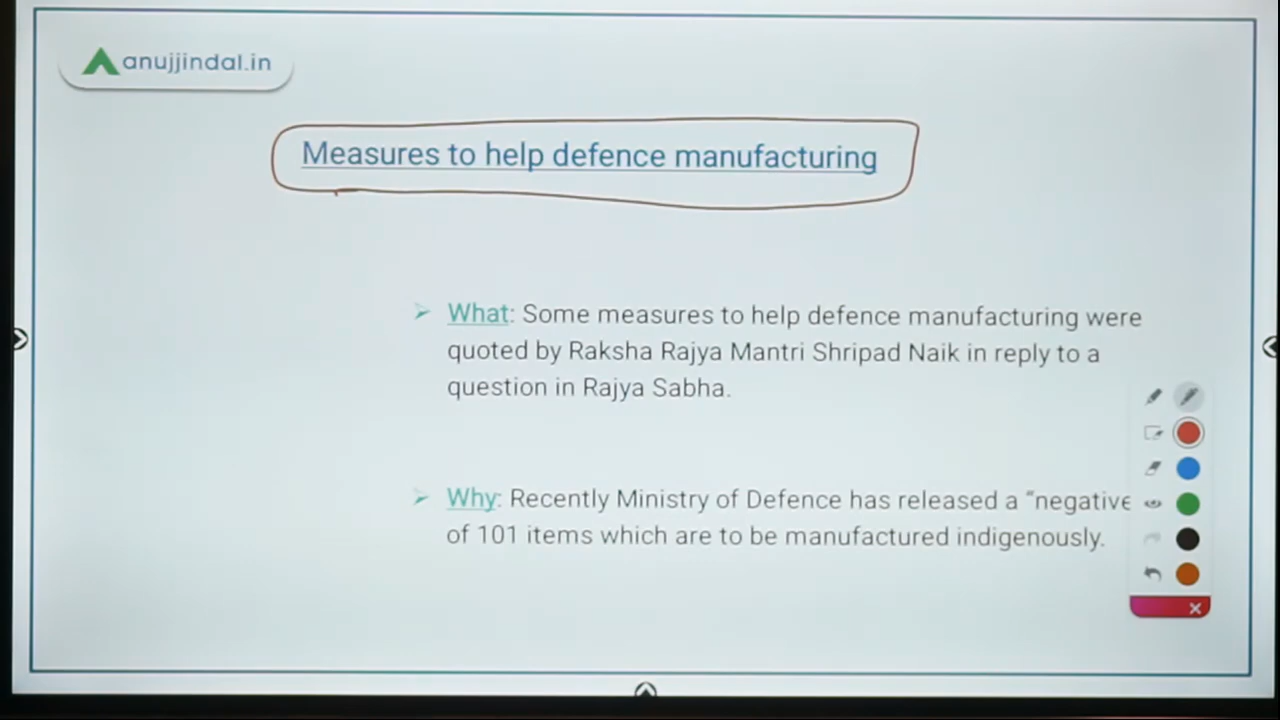 anujjindal.in
Measures to help defence manufacturing
➢ What: Some measures to help defence manufacturing were
quoted by Raksha Rajya Mantri Shripad Naik in reply to a
question in Rajya Sabha.
➢ Why: Recently Ministry of Defence has released a “negative
of 101 items which are to be manufactured indigenously.